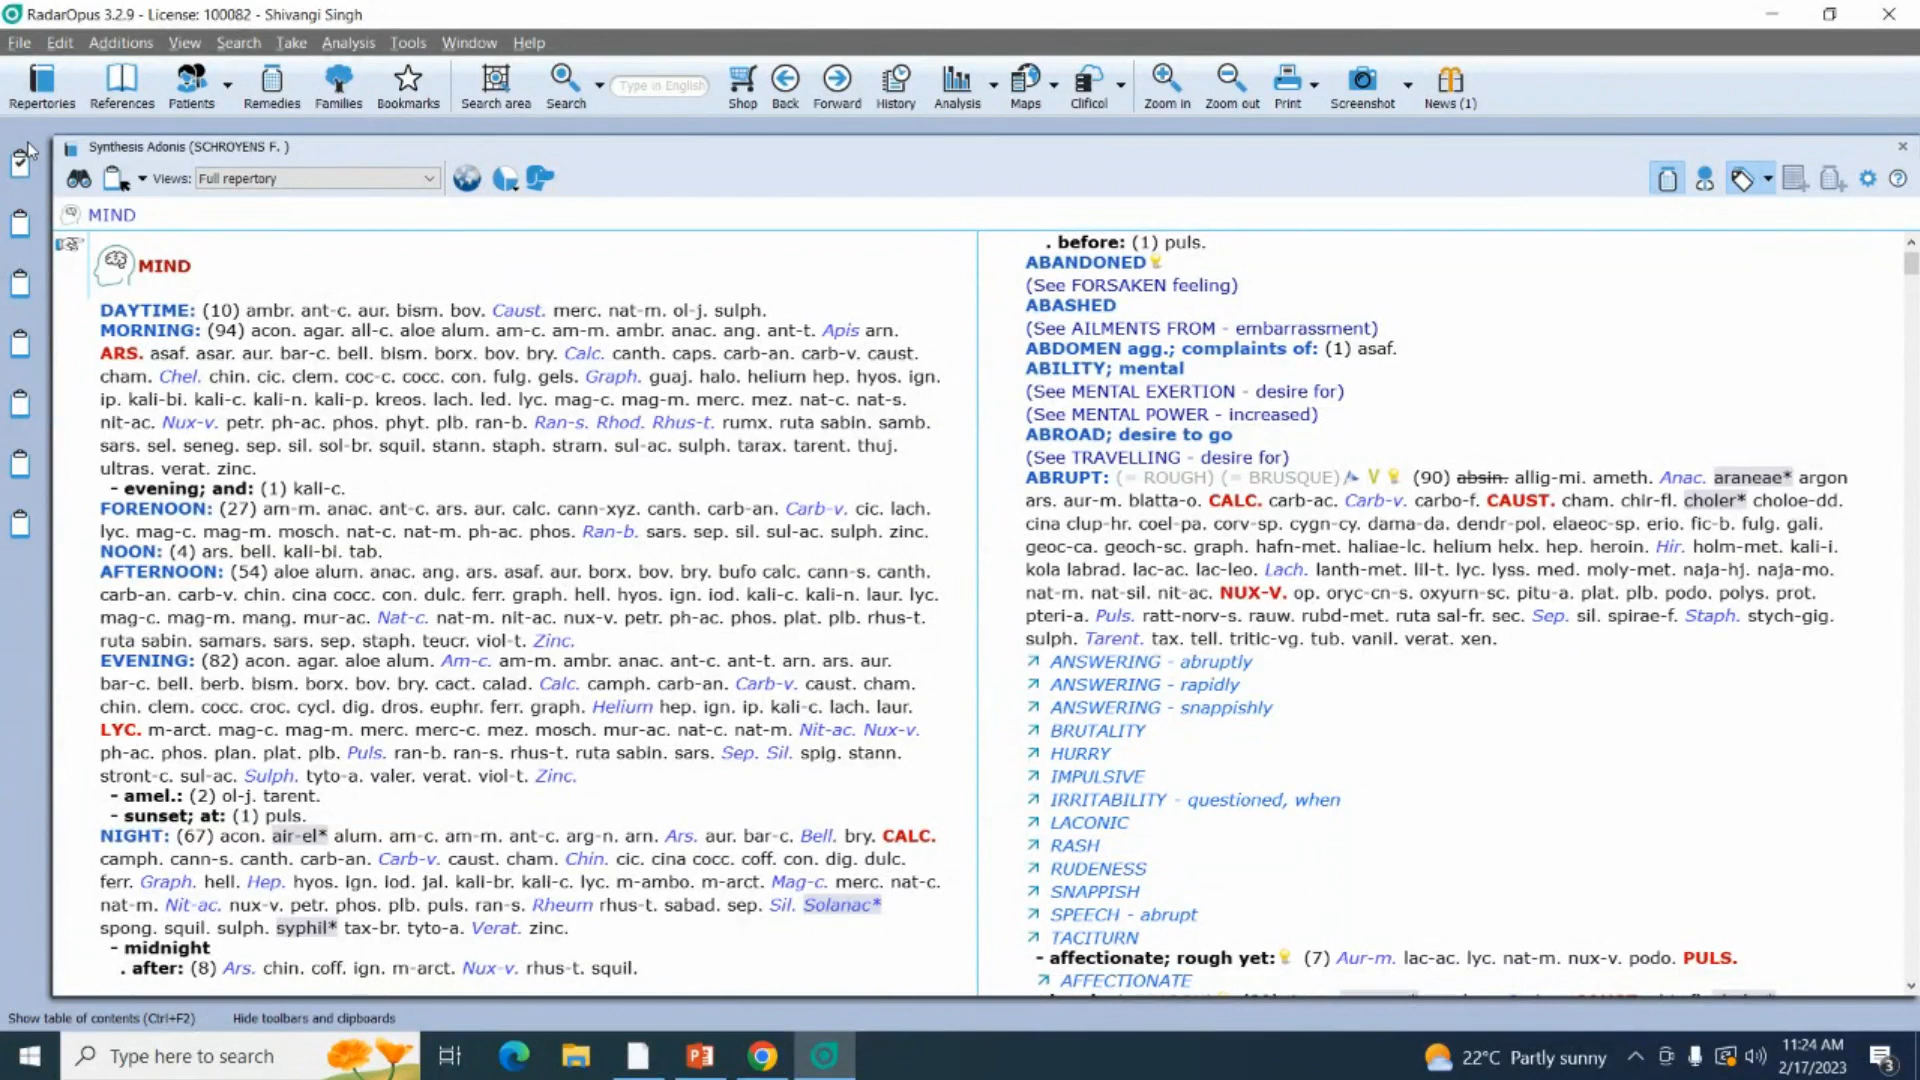 RadarOpus 3.2.9 - License: 100082 - Shivangi Singh
File Edit Additions View Search Take Analysis Tools Window Help
Repertories References Patients Remedies Families Bookmarks Search area Search Type in English Shop Back Forward History Analysis Maps Clificol Zoom in Zoom out Print Screenshot News (1)
Synthesis Adonis (SCHROYENS F. )
Views: Full repertory
MIND
MIND
DAYTIME: (10) ambr. ant-c. aur. bism. bov. Caust. merc. nat-m. ol-j. sulph.
MORNING: (94) acon. agar. all-c. aloe alum. am-c. am-m. ambr. anac. ang. ant-t. Apis arn.
ARS. asaf. asar. aur. bar-c. bell. bism. borx. bov. bry. Calc. canth. caps. carb-an. carb-v. caust.
cham. Chel. chin. cic. clem. coc-c. cocc. con. fulg. gels. Graph. guaj. halo. helium hep. hyos. ign.
ip. kali-bi. kali-c. kali-n. kali-p. kreos. lach. led. lyc. mag-c. mag-m. merc. mez. nat-c. nat-s.
nit-ac. Nux-v. petr. ph-ac. phos. phyt. plb. ran-b. Ran-s. Rhod. Rhus-t. rumx. ruta sabin. samb.
sars. sel. seneg. sep. sil. sol-br. squil. stann. staph. stram. sul-ac. sulph. tarax. tarent. thuj.
ultras. verat. zinc.
- evening; and: (1) kali-c.
FORENOON: (27) am-m. anac. ant-c. ars. aur. calc. cann-xyz. canth. carb-an. Carb-v. cic. lach.
lyc. mag-c. mag-m. mosch. nat-c. nat-m. ph-ac. phos. Ran-b. sars. sep. sil. sul-ac. sulph. zinc.
NOON: (4) ars. bell. kali-bi. tab.
AFTERNOON: (54) aloe alum. anac. ang. ars. asaf. aur. borx. bov. bry. bufo calc. cann-s. canth.
carb-an. carb-v. chin. cina cocc. con. dulc. ferr. graph. hell. hyos. ign. iod. kali-c. kali-n. laur. lyc.
mag-c. mag-m. mang. mur-ac. Nat-c. nat-m. nit-ac. nux-v. petr. ph-ac. phos. plat. plb. rhus-t.
ruta sabin. samars. sars. sep. staph. teucr. viol-t. Zinc.
EVENING: (82) acon. agar. aloe alum. Am-c. am-m. ambr. anac. ant-c. ant-t. arn. ars. aur.
bar-c. bell. berb. bism. borx. bov. bry. cact. calad. Calc. camph. carb-an. Carb-v. caust. cham.
chin. clem. cocc. croc. cycl. dig. dros. euphr. ferr. graph. Helium hep. ign. ip. kali-c. lach. laur.
LYC. m-arct. mag-c. mag-m. merc. merc-c. mez. mosch. mur-ac. nat-c. nat-m. Nit-ac. Nux-v.
ph-ac. phos. plan. plat. plb. Puls. ran-b. ran-s. rhus-t. ruta sabin. sars. Sep. Sil. spig. stann.
stront-c. sul-ac. Sulph. tyto-a. valer. verat. viol-t. Zinc.
- amel.: (2) ol-j. tarent.
- sunset; at: (1) puls.
NIGHT: (67) acon. air-el* alum. am-c. am-m. ant-c. arg-n. arn. Ars. aur. bar-c. Bell. bry. CALC.
camph. cann-s. canth. carb-an. Carb-v. caust. cham. Chin. cic. cina cocc. coff. con. dig. dulc.
ferr. Graph. hell. Hep. hyos. ign. iod. jal. kali-br. kali-c. lyc. m-ambo. m-arct. Mag-c. merc. nat-c.
nat-m. Nit-ac. nux-v. petr. phos. plb. puls. ran-s. Rheum rhus-t. sabad. sep. Sil. Solanac*
spong. squil. sulph. syphil* tax-br. tyto-a. Verat. zinc.
- midnight
. after: (8) Ars. chin. coff. ign. m-arct. Nux-v. rhus-t. squil.
. before: (1) puls.
ABANDONED
(See FORSAKEN feeling)
ABASHED
(See AILMENTS FROM - embarrassment)
ABDOMEN agg.; complaints of: (1) asaf.
ABILITY; mental
(See MENTAL EXERTION - desire for)
(See MENTAL POWER - increased)
ABROAD; desire to go
(See TRAVELLING - desire for)
ABRUPT: (= ROUGH) (= BRUSQUE) V (90) absin. allig-mi. ameth. Anac. araneae* argon
ars. aur-m. blatta-o. CALC. carb-ac. Carb-v. carbo-f. CAUST. cham. chir-fl. choler* choloe-dd.
cina clup-hr. coel-pa. corv-sp. cygn-cy. dama-da. dendr-pol. elaeoc-sp. erio. fic-b. fulg. gali.
geoc-ca. geoch-sc. graph. hafn-met. haliae-lc. helium helx. hep. heroin. Hir. holm-met. kali-i.
kola labrad. lac-ac. lac-leo. Lach. lanth-met. lil-t. lyc. lyss. med. moly-met. naja-hj. naja-mo.
nat-m. nat-sil. nit-ac. NUX-V. op. oryc-cn-s. oxyurn-sc. pitu-a. plat. plb. podo. polys. prot.
pteri-a. Puls. ratt-norv-s. rauw. rubd-met. ruta sal-fr. sec. Sep. sil. spirae-f. Staph. stych-gig.
sulph. Tarent. tax. tell. tritic-vg. tub. vanil. verat. xen.
ANSWERING - abruptly
ANSWERING - rapidly
ANSWERING - snappishly
BRUTALITY
HURRY
IMPULSIVE
IRRITABILITY - questioned, when
LACONIC
RASH
RUDENESS
SNAPPISH
SPEECH - abrupt
TACITURN
- affectionate; rough yet: (7) Aur-m. lac-ac. lyc. nat-m. nux-v. podo. PULS.
AFFECTIONATE
Show table of contents (Ctrl+F2) Hide toolbars and clipboards
Type here to search
22°C Partly sunny
11:24 AM
2/17/2023
3